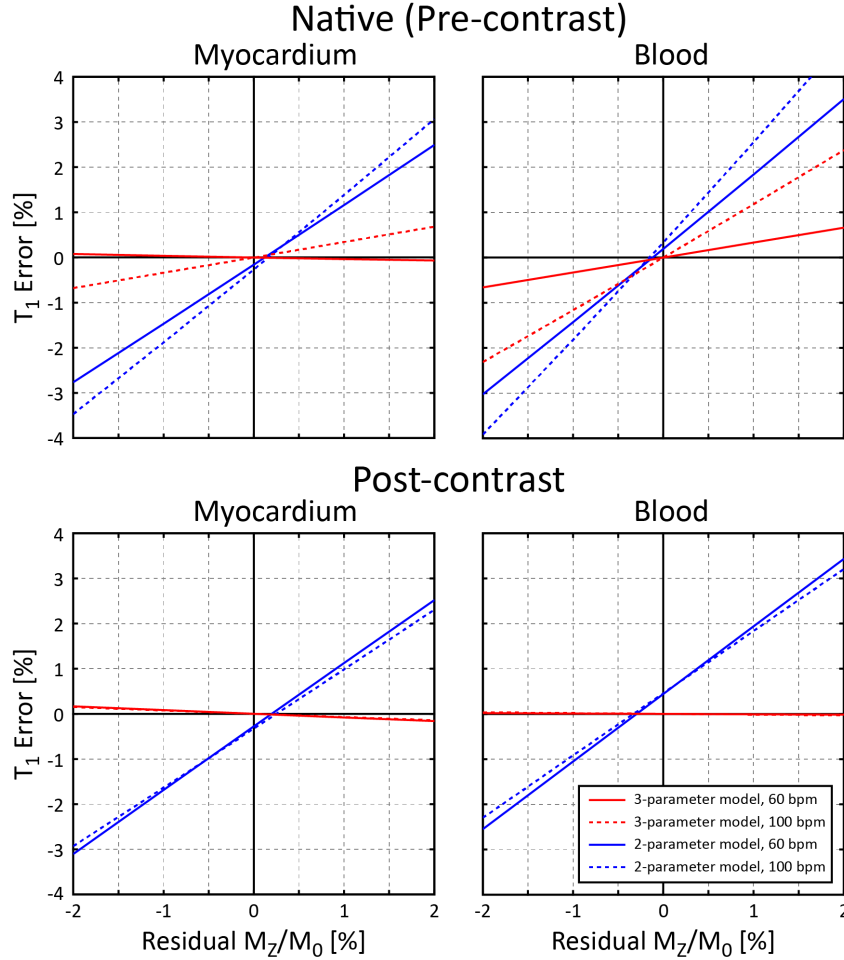 Native (Pre-contrast)
Myocardium
Blood
4
3
2
1
0
-1
-2
-3
-4
T1 Error [%]
Post-contrast
Myocardium
Blood
4
3
2
1
0
-1
-2
-3
-4
T1 Error [%]
3-parameter model, 60 bpm
3-parameter model, 100 bpm
2-parameter model, 60 bpm
2-parameter model, 100 bpm
-2 -1 0 1 2
-2 -1 0 1 2
Residual MZ/M0 [%]
Residual MZ/M0 [%]